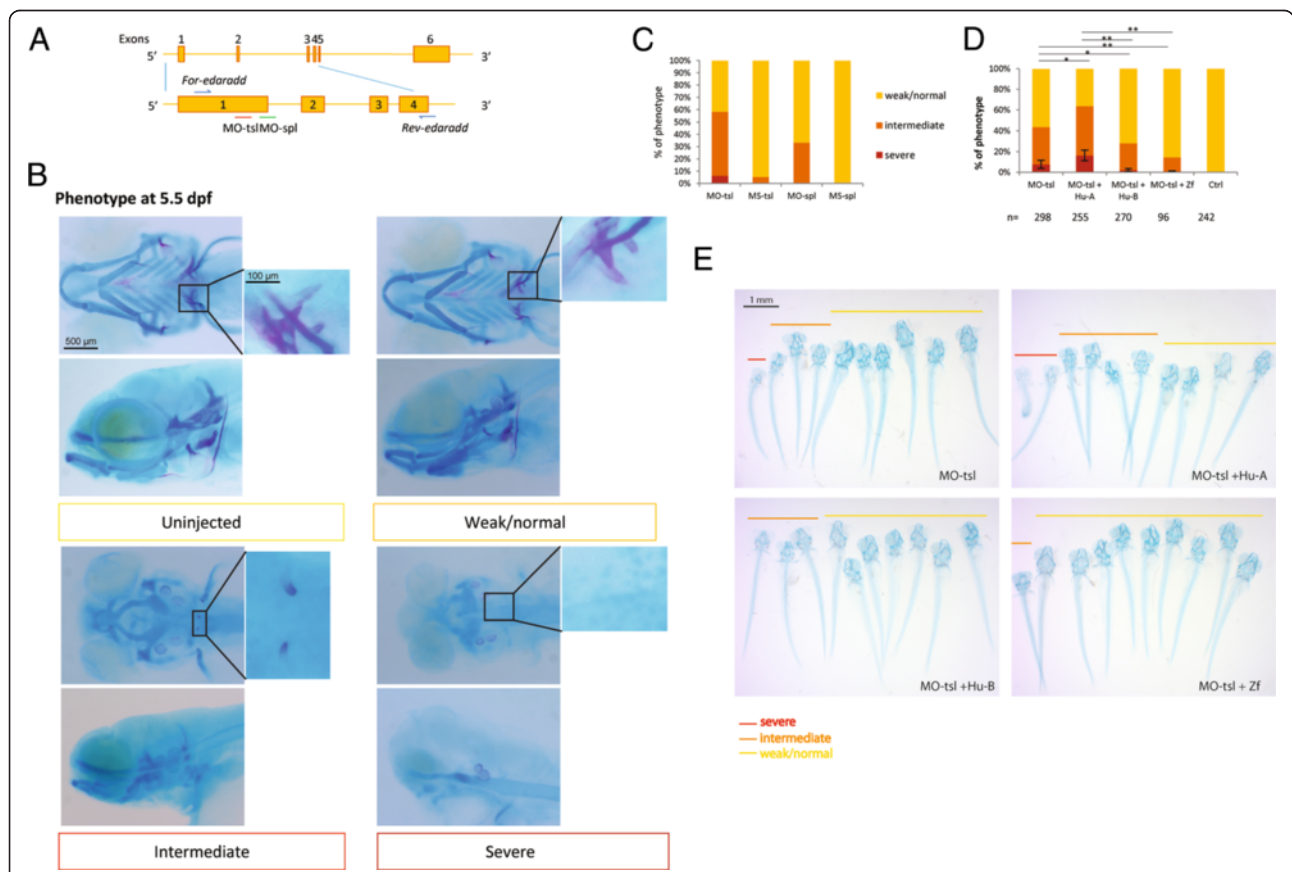 A
Exons
1 2 345 6
5’ 3’
For-edaradd
5’ 1 2 3 4 3’
MO-tsl MO-spl Rev-edaradd
B
Phenotype at 5.5 dpf
100 µm
500 µm
Uninjected
Weak/normal
Intermediate
Severe
C
% of phenotype
100%
90%
80%
70%
60%
50%
40%
30%
20%
10%
0%
MO-tsl MS-tsl MO-spl MS-spl
weak/normal
intermediate
severe
D
**
**
**
*
*
% of phenotype
100%
80%
60%
40%
20%
0%
MO-tsl MO-tsl + Hu-A MO-tsl + Hu-B MO-tsl + Zf Ctrl
n= 298 255 270 96 242
E
1 mm
MO-tsl
MO-tsl +Hu-A
MO-tsl +Hu-B
MO-tsl + Zf
severe
intermediate
weak/normal